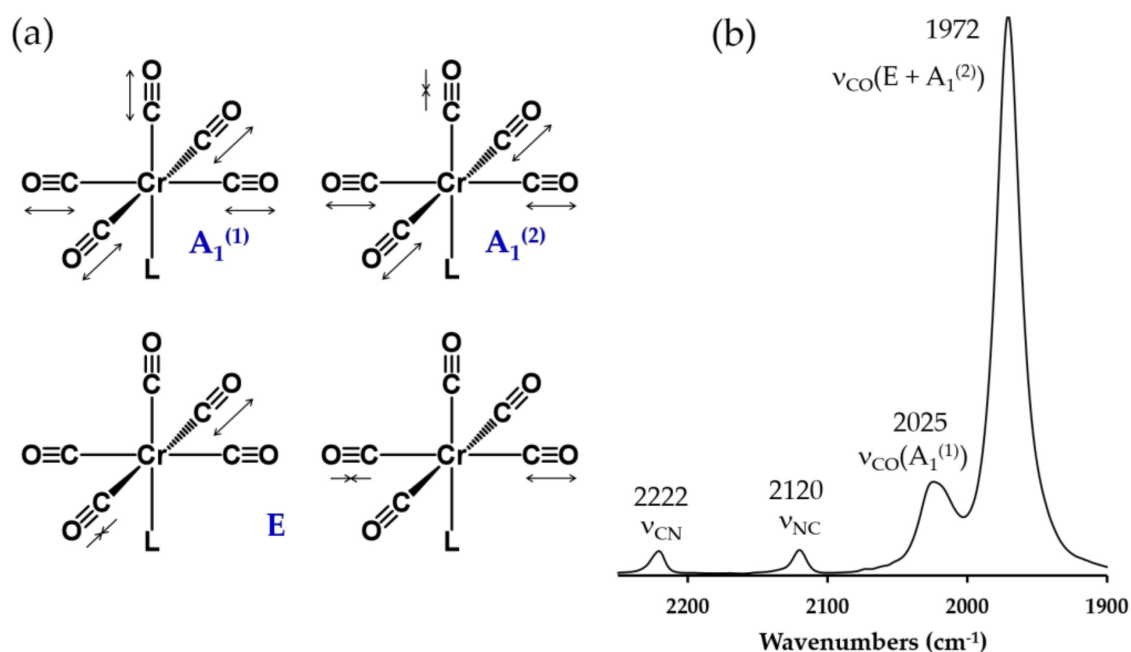 (a)
O
C
C O
O≡C Cr C≡O
C
O
L
A₁⁽¹⁾
O
C
C O
O≡C Cr C≡O
C
O
L
A₁⁽²⁾
O
C
C O
O≡C Cr C≡O
C
O
L
E
O
C
C O
O≡C Cr C≡O
C
O
L
(b)
1972
νCO(E + A₁⁽²⁾)
2025
νCO(A₁⁽¹⁾)
2120
νNC
2222
νCN
2200 2100 2000 1900
Wavenumbers (cm⁻¹)